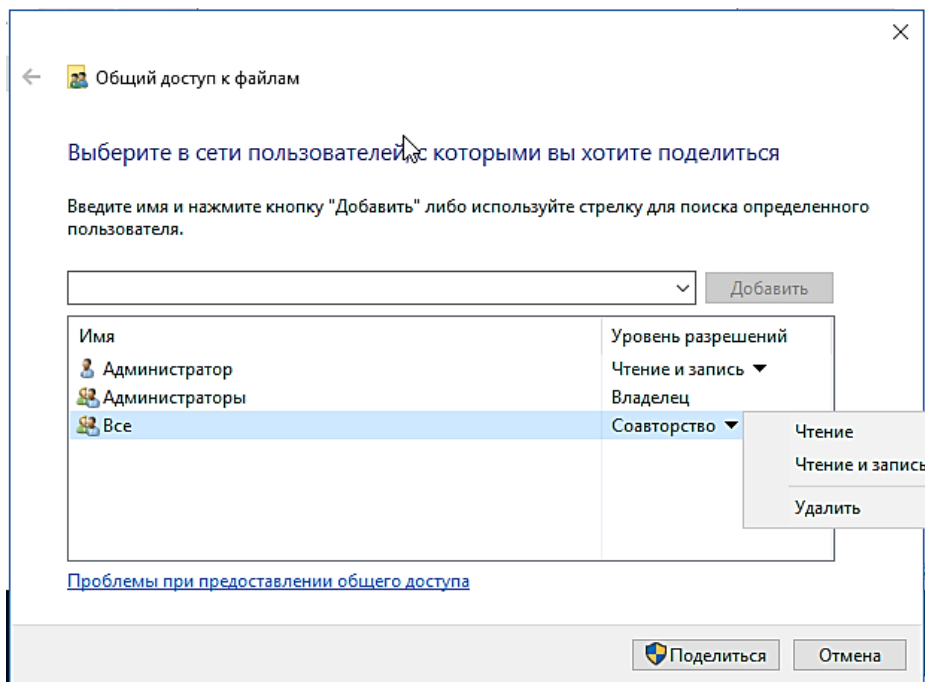 Общий доступ к файлам
Выберите в сети пользователей, с которыми вы хотите поделиться
Введите имя и нажмите кнопку "Добавить" либо используйте стрелку для поиска определенного
пользователя.
Добавить
Имя Уровень разрешений
Администратор Чтение и запись
Администраторы Владелец
Все Соавторство
Чтение
Чтение и запись
Удалить
Проблемы при предоставлении общего доступа
Поделиться Отмена